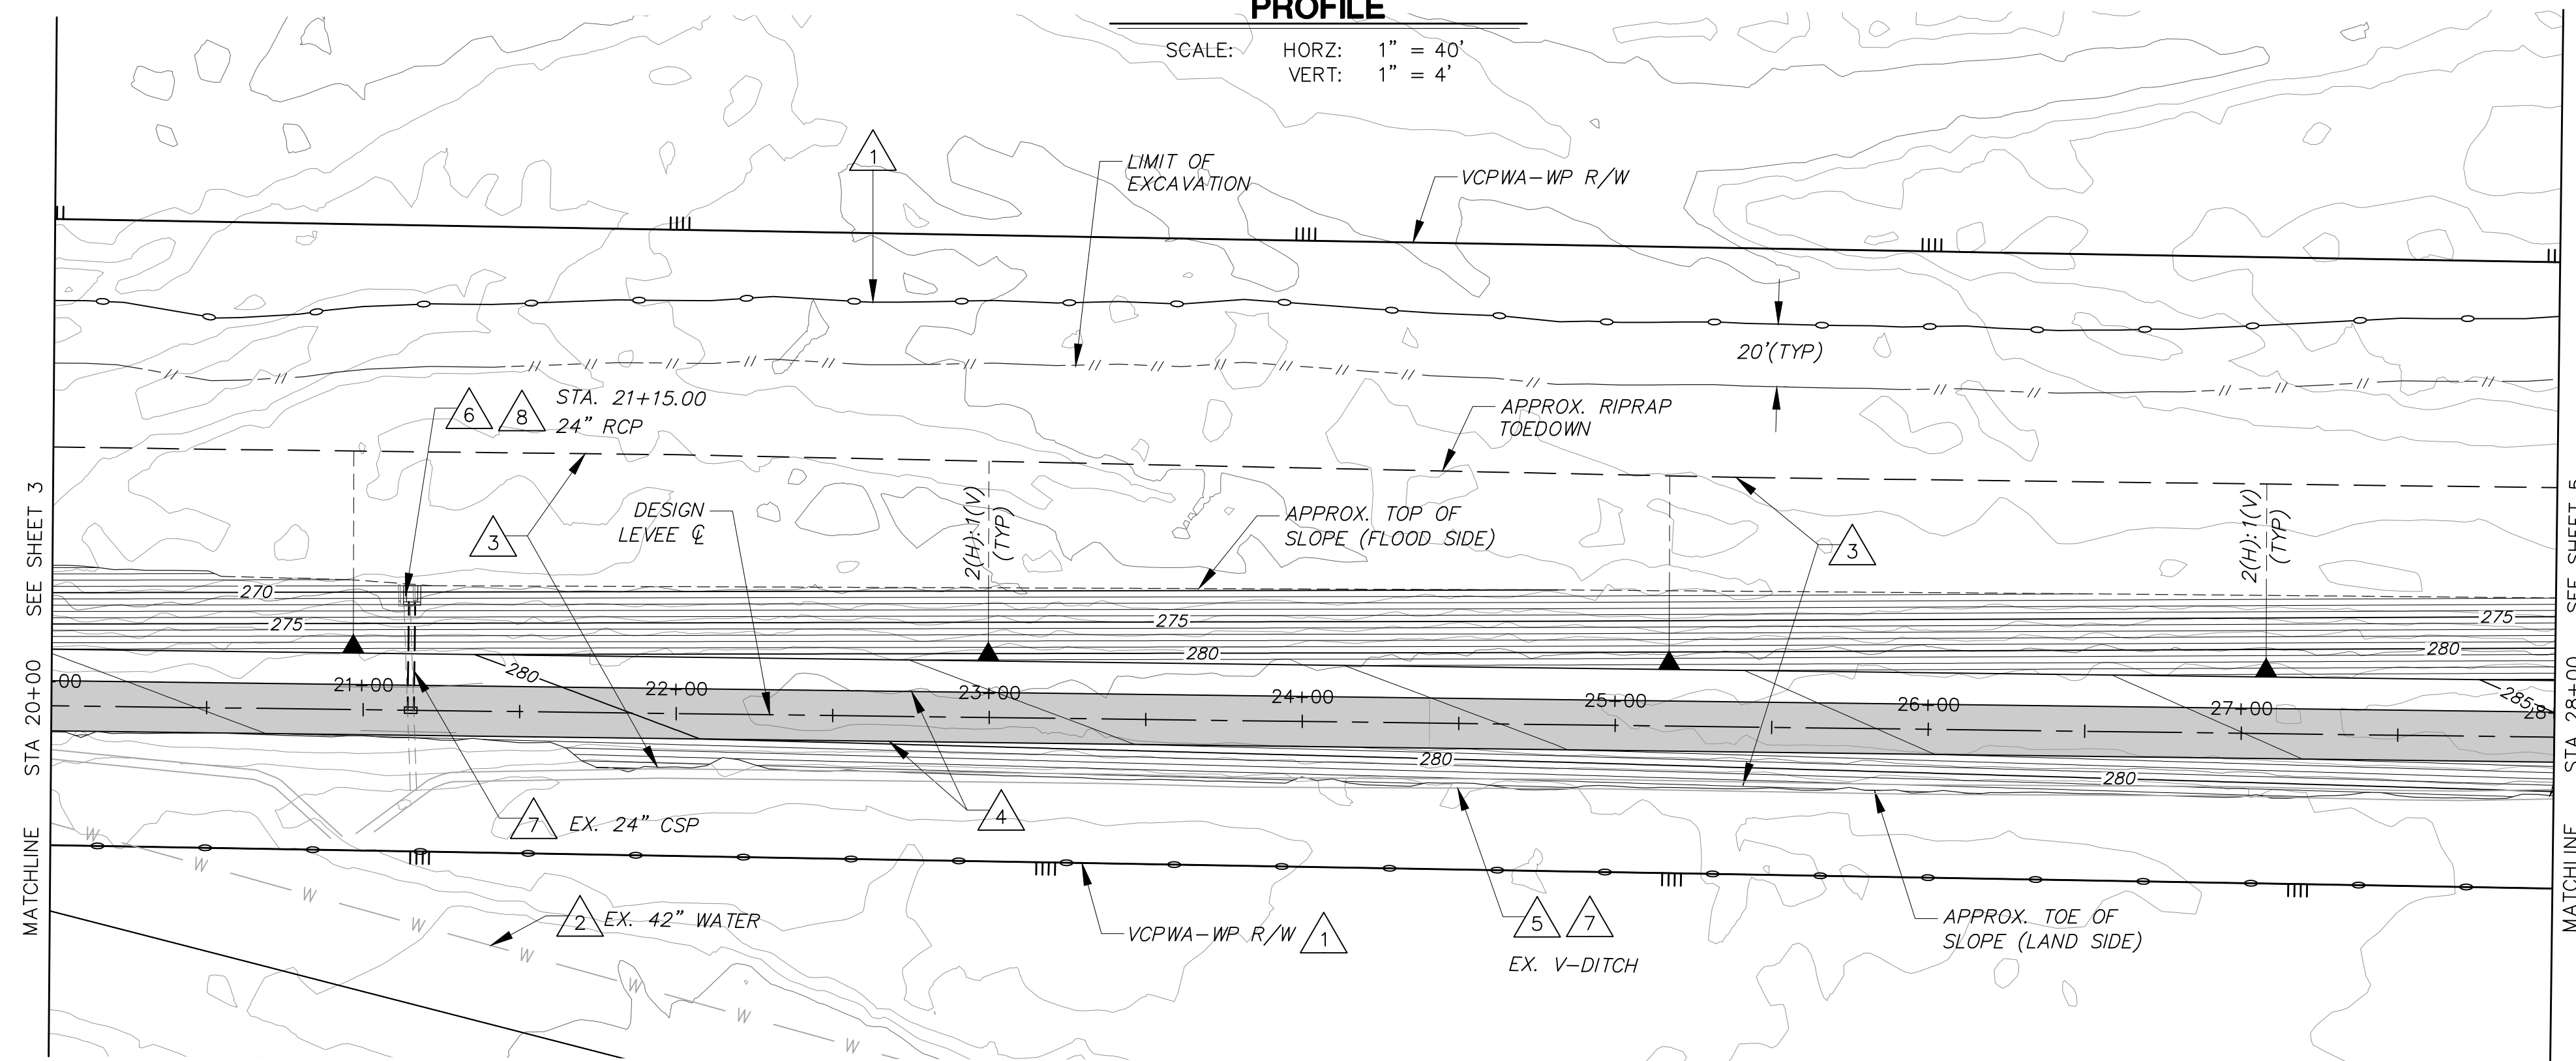 PROFILE
SCALE: HORZ: 1" = 40'
VERT: 1" = 4'
1
LIMIT OF
EXCAVATION
VCPWA-WP R/W
20'(TYP)
6 8 STA. 21+15.00
24" RCP
APPROX. RIPRAP
TOEDOWN
3
DESIGN
LEVEE ℄
2(H):1(V)
(TYP)
APPROX. TOP OF
SLOPE (FLOOD SIDE)
3
2(H):1(V)
(TYP)
270
275
275
275
280
280
280
285
00
21+00
22+00
23+00
24+00
25+00
26+00
27+00
28
280
280
7 EX. 24" CSP
4
5 7
EX. V-DITCH
APPROX. TOE OF
SLOPE (LAND SIDE)
2 EX. 42" WATER
VCPWA-WP R/W 1
W
W
W
W
W
W
W
W
MATCHLINE STA 20+00 SEE SHEET 3
MATCHLINE STA 28+00 SEE SHEET 5